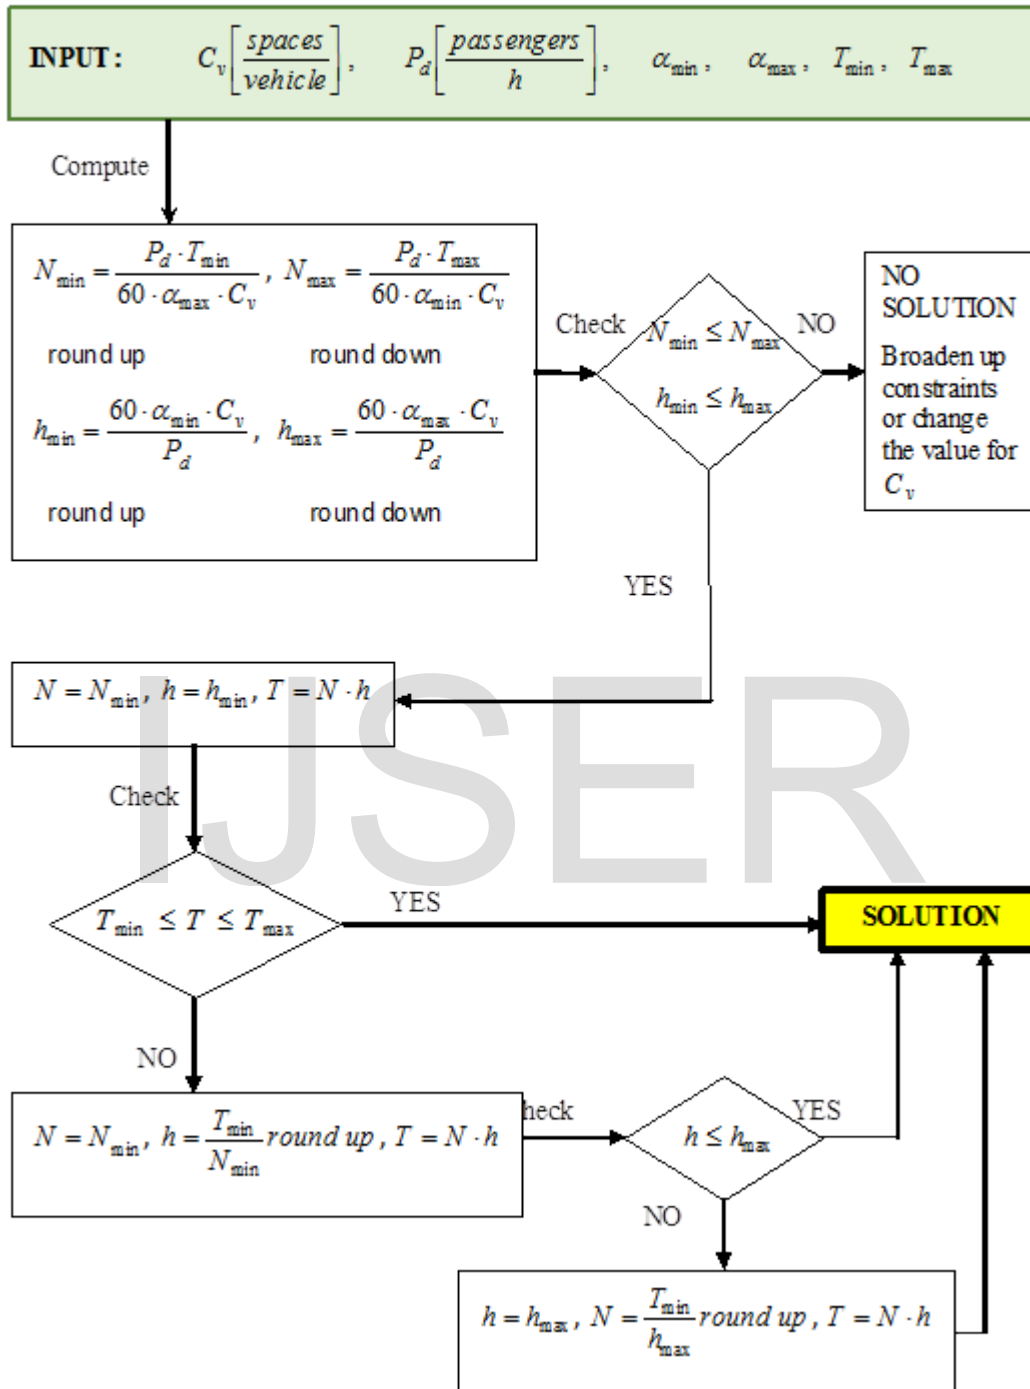 INPUT: C_v [spaces/vehicle], P_d [passengers/h], α_min, α_max, T_min, T_max
Compute
N_min = P_d · T_min / 60 · α_max · C_v, N_max = P_d · T_max / 60 · α_min · C_v
round up round down
h_min = 60 · α_min · C_v / P_d, h_max = 60 · α_max · C_v / P_d
round up round down
Check
N_min ≤ N_max
h_min ≤ h_max
NO
NO
SOLUTION
Broaden up
constraints
or change
the value for
C_v
YES
N = N_min, h = h_min, T = N · h
IJSER
Check
T_min ≤ T ≤ T_max
YES
SOLUTION
NO
N = N_min, h = T_min / N_min round up, T = N · h
heck
h ≤ h_max
YES
NO
h = h_max, N = T_min / h_max round up, T = N · h